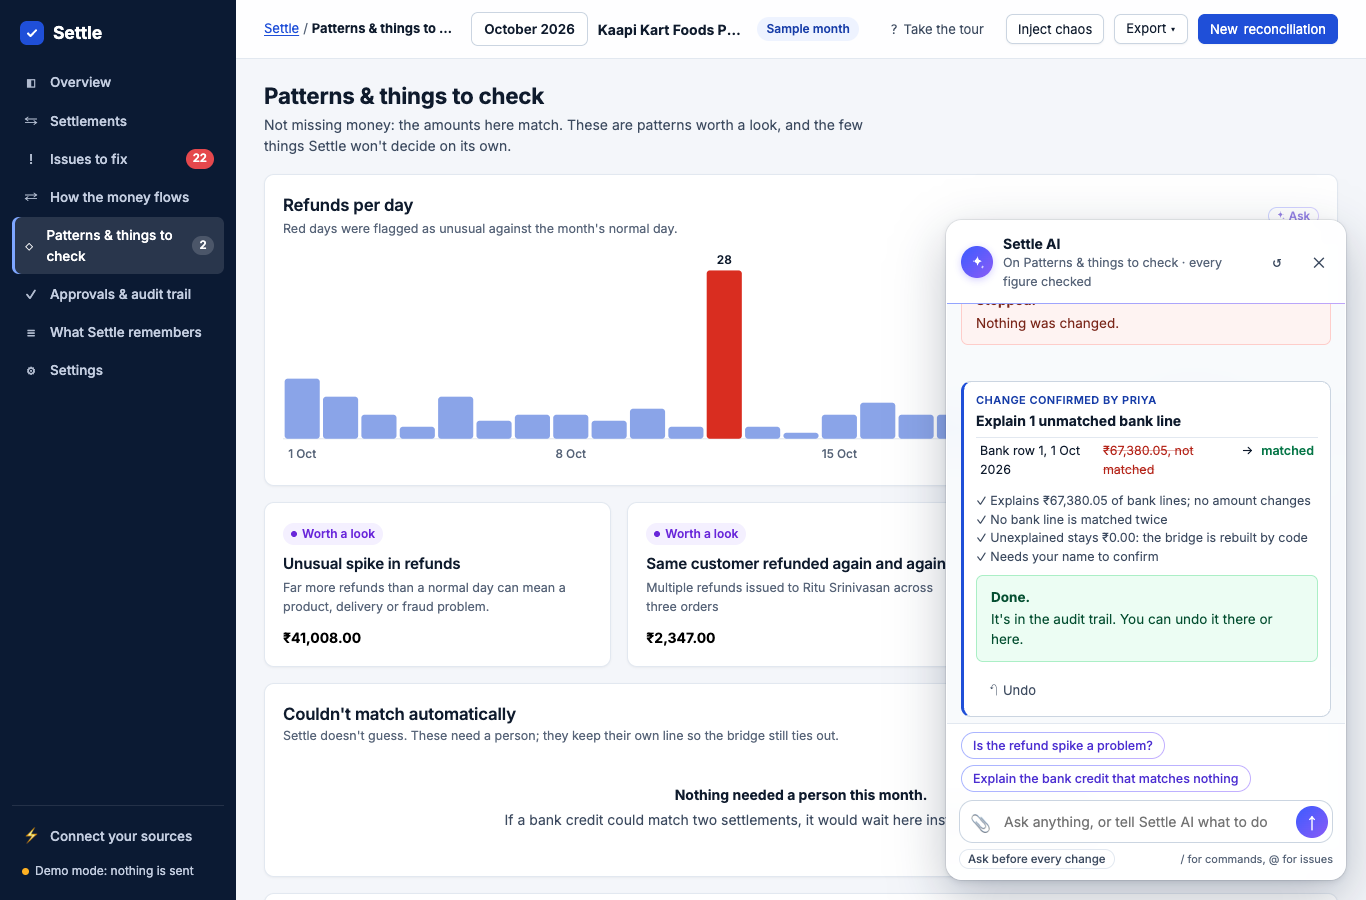 Settle
Overview
Settlements
Issues to fix
22
How the money flows
Patterns & things to
check
2
Approvals & audit trail
What Settle remembers
Settings
Connect your sources
Demo mode: nothing is sent
Settle / Patterns & things to ...
October 2026
Kaapi Kart Foods P...
Sample month
? Take the tour
Inject chaos
Export
New reconciliation
Patterns & things to check
Not missing money: the amounts here match. These are patterns worth a look, and the few
things Settle won't decide on its own.
Refunds per day
Red days were flagged as unusual against the month's normal day.
Ask
28
1 Oct
8 Oct
15 Oct
Worth a look
Unusual spike in refunds
Far more refunds than a normal day can mean a
product, delivery or fraud problem.
₹41,008.00
Worth a look
Same customer refunded again and again
Multiple refunds issued to Ritu Srinivasan across
three orders
₹2,347.00
Couldn't match automatically
Settle doesn't guess. These need a person; they keep their own line so the bridge still ties out.
Nothing needed a person this month.
If a bank credit could match two settlements, it would wait here
Settle AI
On Patterns & things to check · every
figure checked
Nothing was changed.
CHANGE CONFIRMED BY PRIYA
Explain 1 unmatched bank line
Bank row 1, 1 Oct
2026
₹67,380.05, not
matched
→ matched
✓ Explains ₹67,380.05 of bank lines; no amount changes
✓ No bank line is matched twice
✓ Unexplained stays ₹0.00: the bridge is rebuilt by code
✓ Needs your name to confirm
Done.
It's in the audit trail. You can undo it there or
here.
Undo
Is the refund spike a problem?
Explain the bank credit that matches nothing
Ask anything, or tell Settle AI what to do
Ask before every change
/ for commands, @ for issues